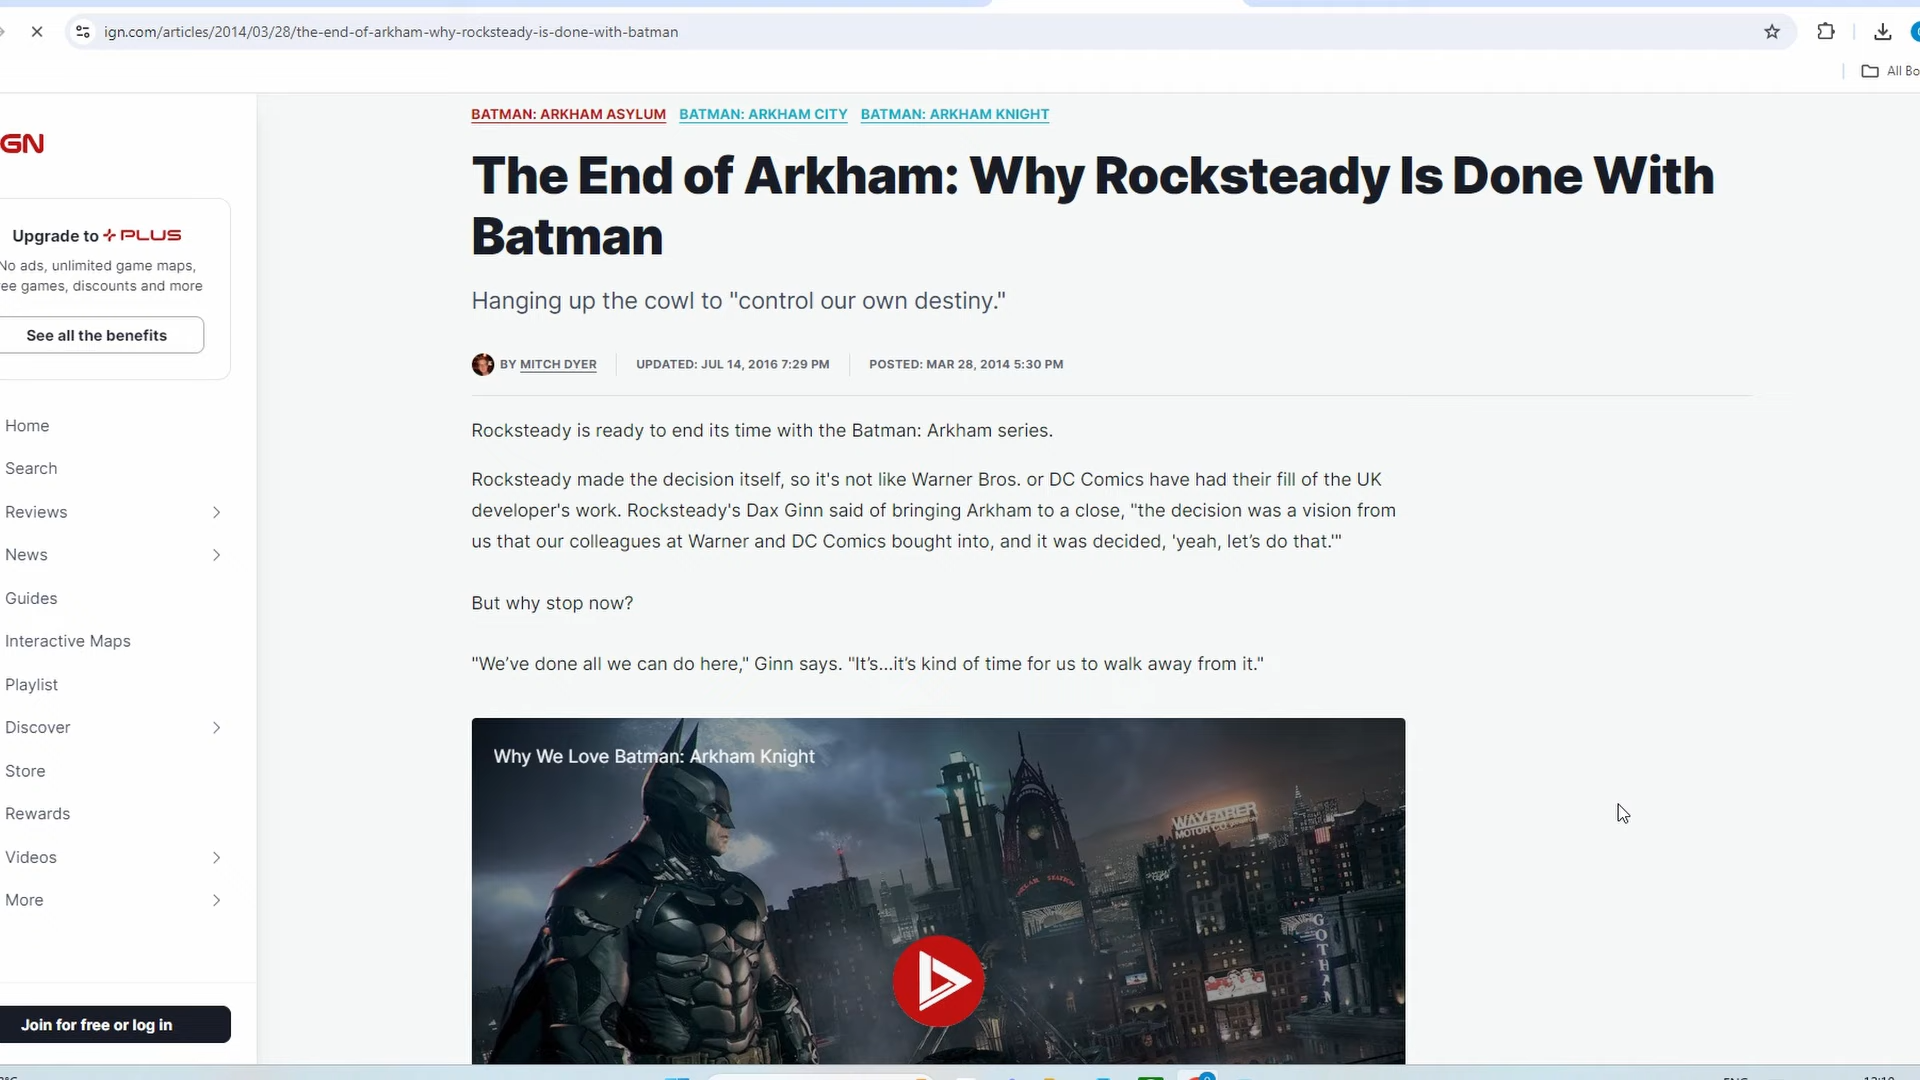 ign.com/articles/2014/03/28/the-end-of-arkham-why-rocksteady-is-done-with-batman
All Bo
GN
Upgrade to PLUS
No ads, unlimited game maps,
ree games, discounts and more
See all the benefits
Home
Search
Reviews
News
Guides
Interactive Maps
Playlist
Discover
Store
Rewards
Videos
More
Join for free or log in
BATMAN: ARKHAM ASYLUM BATMAN: ARKHAM CITY BATMAN: ARKHAM KNIGHT
The End of Arkham: Why Rocksteady Is Done With
Batman
Hanging up the cowl to "control our own destiny."
BY MITCH DYER UPDATED: JUL 14, 2016 7:29 PM POSTED: MAR 28, 2014 5:30 PM
Rocksteady is ready to end its time with the Batman: Arkham series.
Rocksteady made the decision itself, so it's not like Warner Bros. or DC Comics have had their fill of the UK
developer's work. Rocksteady's Dax Ginn said of bringing Arkham to a close, "the decision was a vision from
us that our colleagues at Warner and DC Comics bought into, and it was decided, 'yeah, let’s do that.'"
But why stop now?
"We’ve done all we can do here," Ginn says. "It’s...it’s kind of time for us to walk away from it."
Why We Love Batman: Arkham Knight
WAYFARER
MOTOR CO
GOTHAM